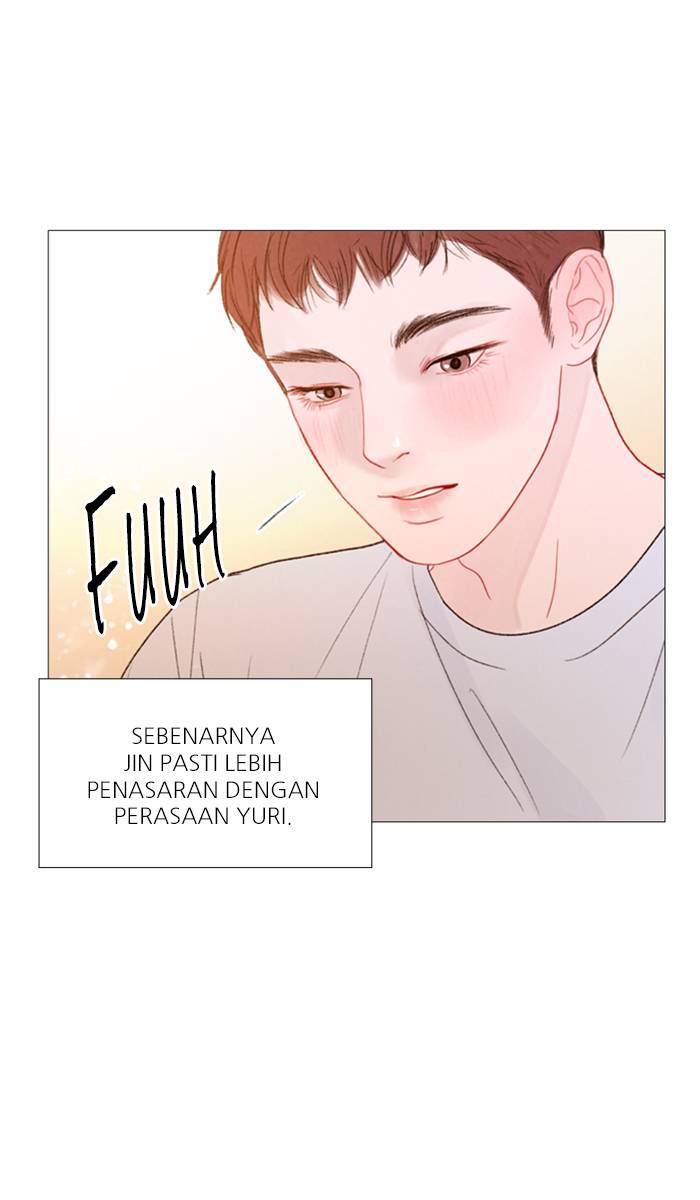 FUUH
SEBENARNYA
JIN PASTI LEBIH
PENASARAN DENGAN
PERASAAN YURI.